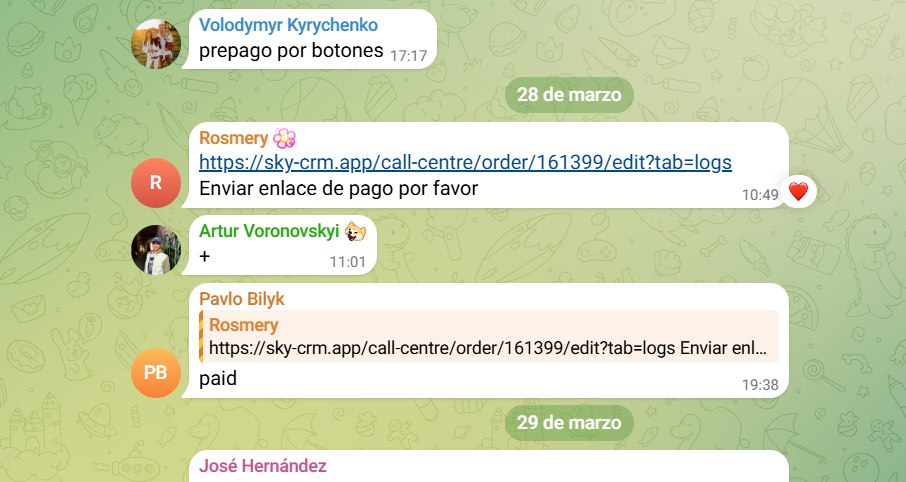 Volodymyr Kyrychenko
prepago por botones 17:17
28 de marzo
Rosmery
https://sky-crm.app/call-centre/order/161399/edit?tab=logs
R
Enviar enlace de pago por favor
10:49
Artur Voronovskyi
+
11:01
Pavlo Bilyk
Rosmery
https://sky-crm.app/call-centre/order/161399/edit?tab=logs Enviar enl...
PB
paid
19:38
29 de marzo
José Hernández